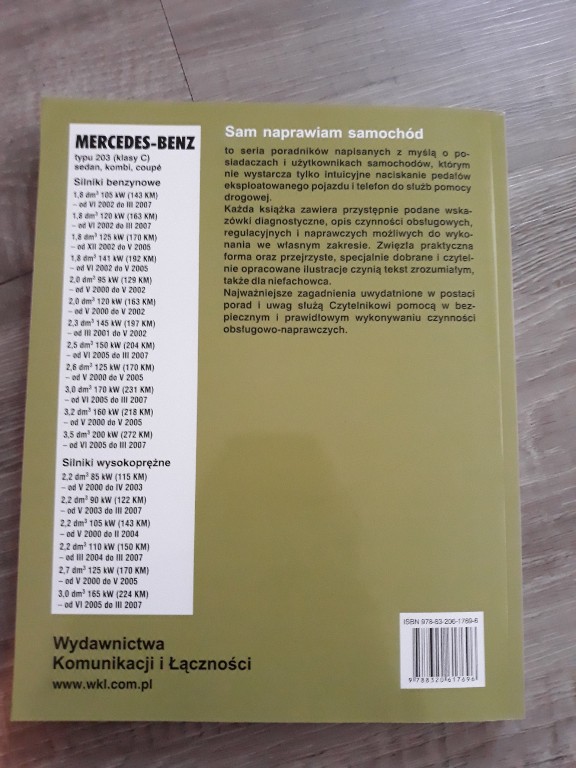 MERCEDES-BENZ
typu 203 (klasy C)
sedan, kombi, coupé
Silniki benzynowe
1,8 dm³ 105 kW (143 KM)
– od VI 2002 do III 2007
1,8 dm³ 120 kW (163 KM)
– od VI 2002 do III 2007
1,8 dm³ 125 kW (170 KM)
– od XII 2002 do V 2005
1,8 dm³ 141 kW (192 KM)
– od VI 2002 do V 2005
2,0 dm³ 95 kW (129 KM)
– od V 2000 do V 2002
2,0 dm³ 120 kW (163 KM)
– od V 2000 do V 2002
2,3 dm³ 145 kW (197 KM)
– od III 2001 do V 2002
2,5 dm³ 150 kW (204 KM)
– od VI 2005 do III 2007
2,6 dm³ 125 kW (170 KM)
– od V 2000 do V 2005
3,0 dm³ 170 kW (231 KM)
– od VI 2005 do III 2007
3,2 dm³ 160 kW (218 KM)
– od V 2000 do V 2005
3,5 dm³ 200 kW (272 KM)
– od VI 2005 do III 2007
Silniki wysokoprężne
2,2 dm³ 85 kW (115 KM)
– od V 2000 do IV 2003
2,2 dm³ 90 kW (122 KM)
– od V 2003 do III 2007
2,2 dm³ 105 kW (143 KM)
– od V 2000 do II 2004
2,2 dm³ 110 kW (150 KM)
– od III 2004 do III 2007
2,7 dm³ 125 kW (170 KM)
– od V 2000 do V 2005
3,0 dm³ 165 kW (224 KM)
– od VI 2005 do III 2007
Sam naprawiam samochód
to seria poradników napisanych z myślą o po-
siadaczach i użytkownikach samochodów, którym
nie wystarcza tylko intuicyjne naciskanie pedałów
eksploatowanego pojazdu i telefon do służb pomocy
drogowej.
Każda książka zawiera przystępnie podane wska-
zówki diagnostyczne, opis czynności obsługowych,
regulacyjnych i naprawczych możliwych do wyko-
nania we własnym zakresie. Zwięzła praktyczna
forma oraz przejrzyste, specjalnie dobrane i czytel-
nie opracowane ilustracje czynią tekst zrozumiałym,
także dla niefachowca.
Najważniejsze zagadnienia uwydatnione w postaci
porad i uwag służą Czytelnikowi pomocą w bez-
piecznym i prawidłowym wykonywaniu czynności
obsługowo-naprawczych.
Wydawnictwa
Komunikacji i Łączności
www.wkl.com.pl
ISBN 978-83-206-1769-6
9 788320 617696